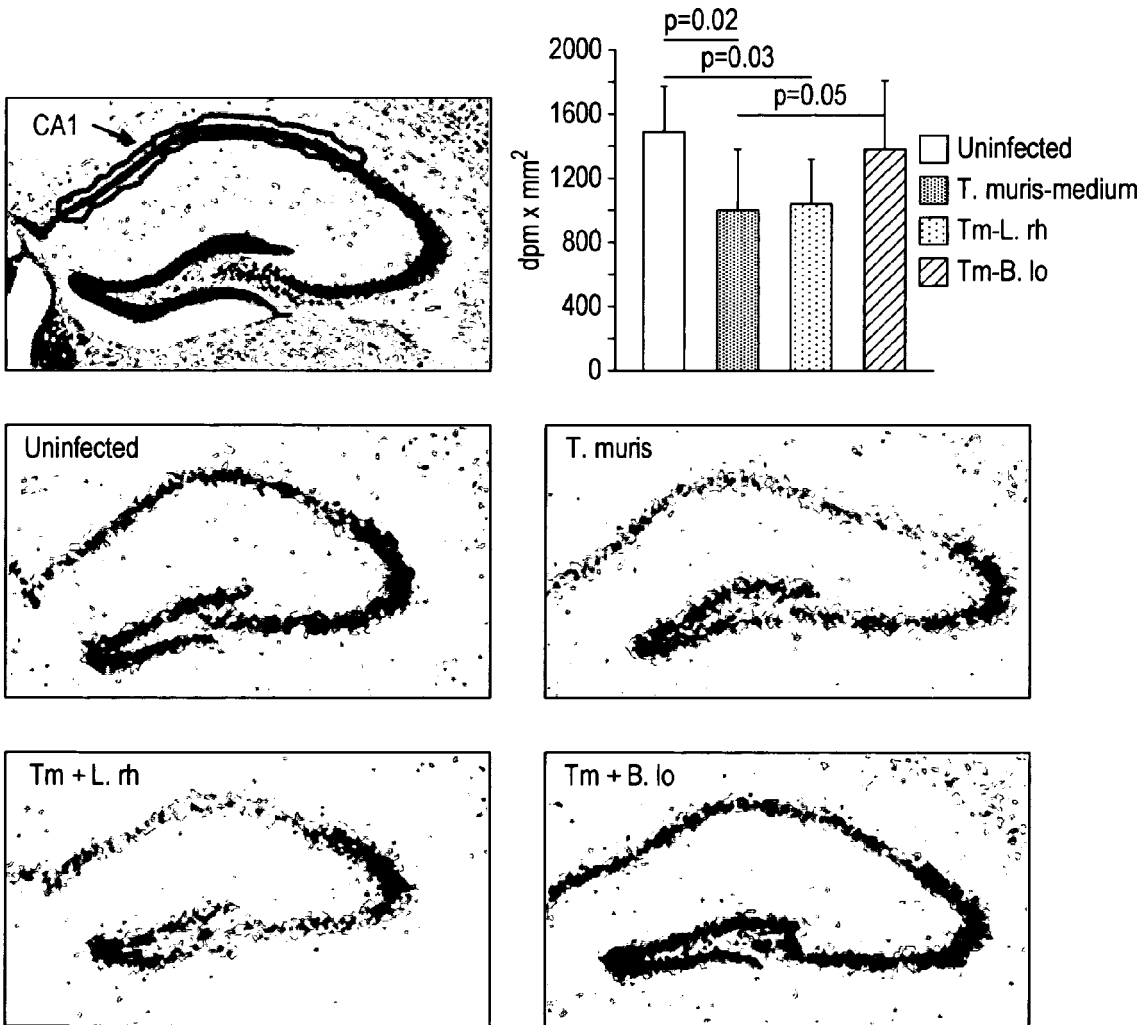 CA1
p=0.02
p=0.03
p=0.05
dpm x mm²
2000
1600
1200
800
400
0
Uninfected
T. muris-medium
Tm-L. rh
Tm-B. lo
Uninfected
T. muris
Tm + L. rh
Tm + B. lo